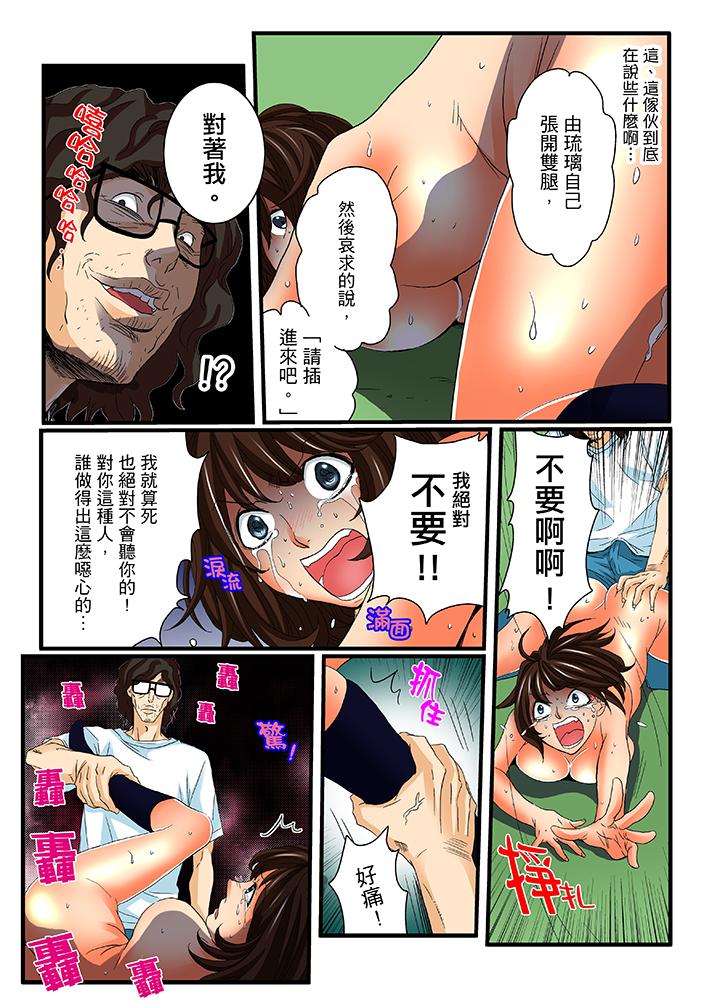 這、這傢伙到底
在說些什麼啊…
由琉璃自己
張開雙腿，
然後哀求的說，
「請插
進來吧。」
對著我。
嘻哈哈哈哈哈…
!?
不要啊啊！
掙扎
我絕對
不要!!
淚流
滿面
我就算死
也絕對不會聽你的！
對你這種人，
誰做得出這麼噁心的…
抓住
好痛！
驚！
轟
轟
轟
轟
轟
轟
轟